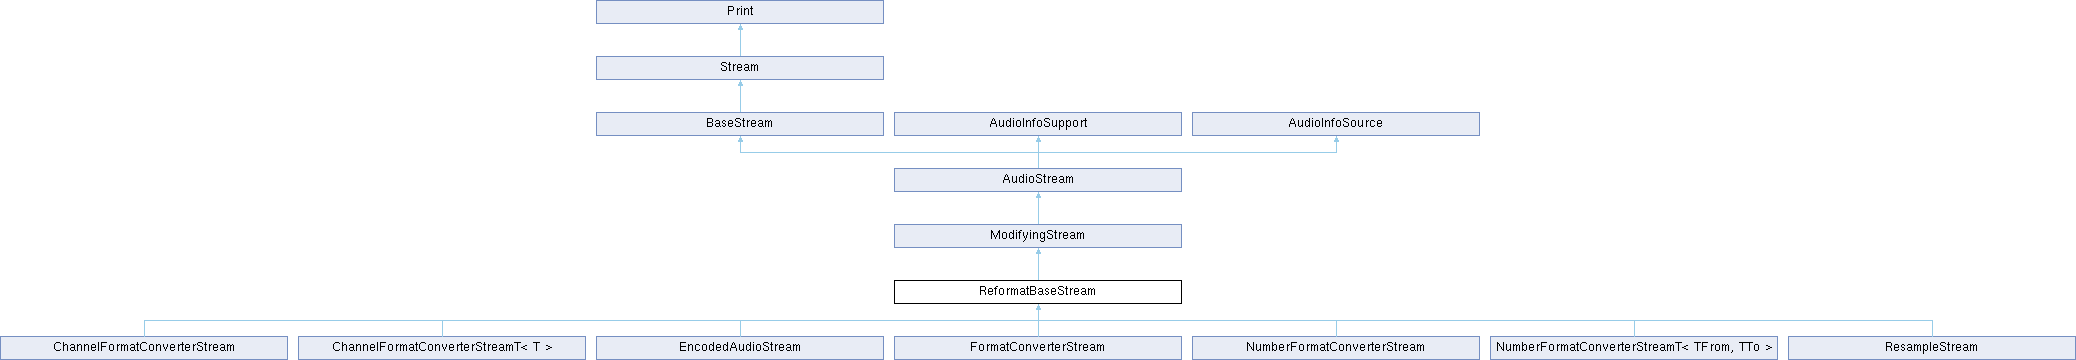 Print
Stream
BaseStream
AudioInfoSupport
AudioInfoSource
AudioStream
ModifyingStream
ReformatBaseStream
ChannelFormatConverterStream
ChannelFormatConverterStreamT< T >
EncodedAudioStream
FormatConverterStream
NumberFormatConverterStream
NumberFormatConverterStreamT< TFrom, TTo >
ResampleStream